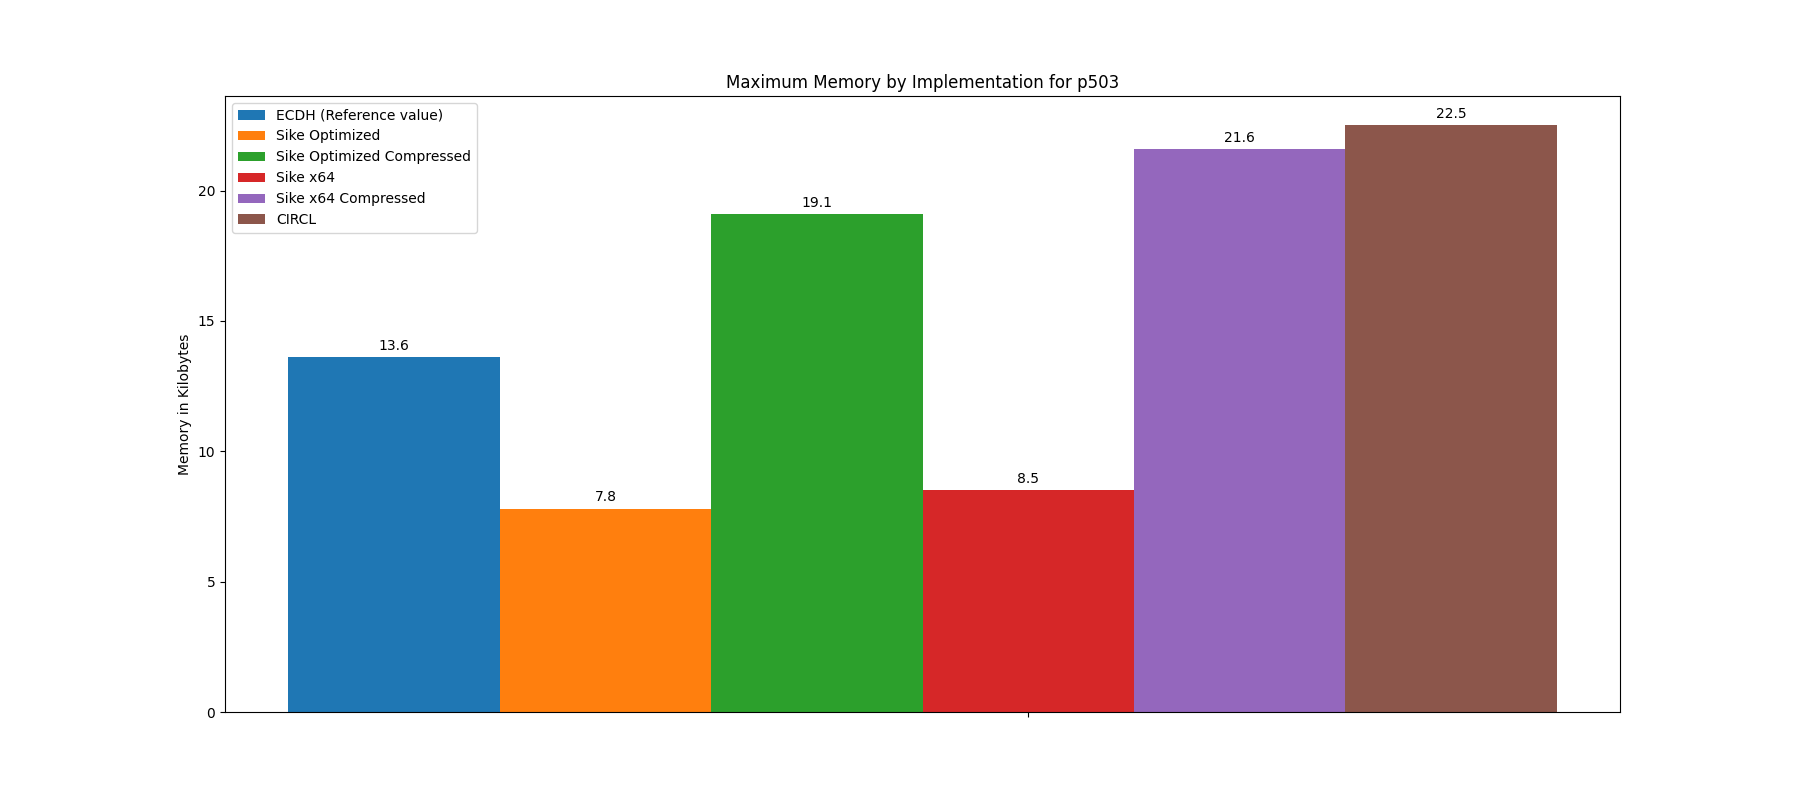 Maximum Memory by Implementation for p503
ECDH (Reference value)
Sike Optimized
Sike Optimized Compressed
Sike x64
Sike x64 Compressed
CIRCL
Memory in Kilobytes
20
15
10
5
0
13.6
7.8
19.1
8.5
21.6
22.5